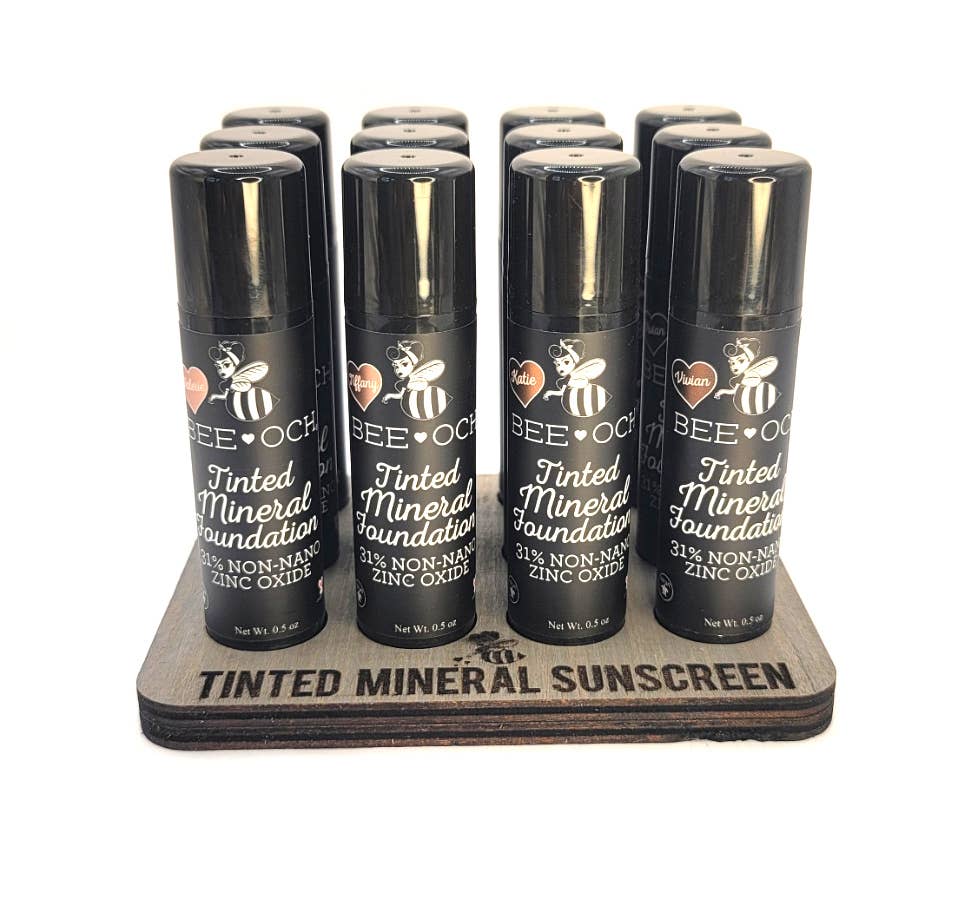 Tiffany
Katie
Vivian
BEE♥OCH
BEE♥OCH
BEE♥OCH
BEE♥OC
Tinted
Mineral
Foundation
31% NON-NANO
ZINC OXIDE
Net Wt. 0.5 oz
Tinted
Mineral
Foundation
31% NON-NANO
ZINC OXIDE
Net Wt. 0.5 oz
Tinted
Mineral
Foundation
31% NON-NANO
ZINC OXIDE
Net Wt. 0.5 oz
Tinted
Mineral
Foundation
31% NON-NANO
ZINC OXIDE
Net Wt. 0.5 oz
TINTED MINERAL SUNSCREEN